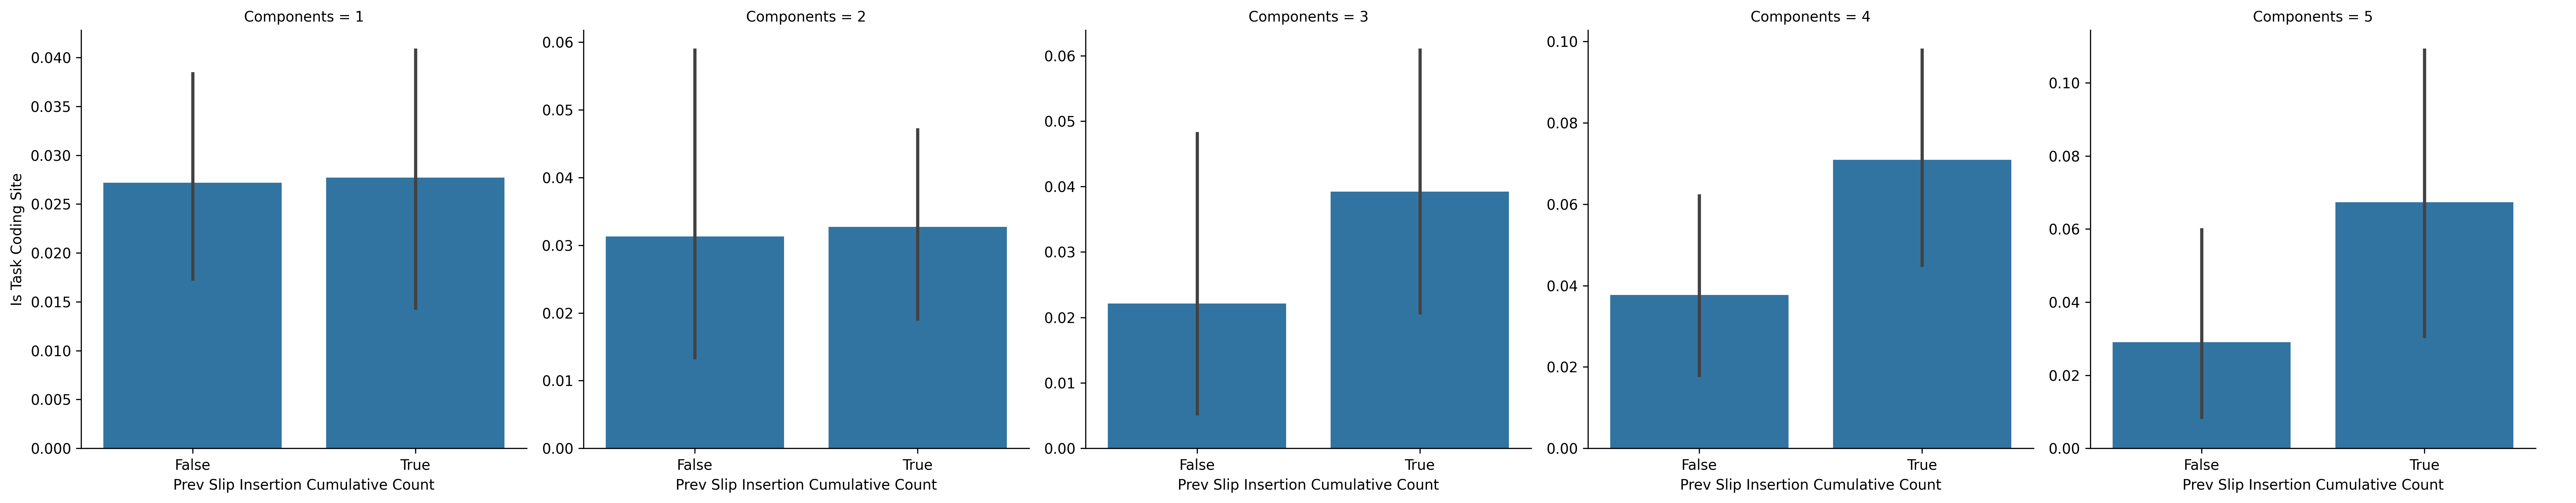 Components = 1
Components = 2
Components = 3
Components = 4
Components = 5
Is Task Coding Site
0.040
0.035
0.030
0.025
0.020
0.015
0.010
0.005
0.000
False
True
Prev Slip Insertion Cumulative Count
0.06
0.05
0.04
0.03
0.02
0.01
0.00
False
True
Prev Slip Insertion Cumulative Count
0.06
0.05
0.04
0.03
0.02
0.01
0.00
False
True
Prev Slip Insertion Cumulative Count
0.10
0.08
0.06
0.04
0.02
0.00
False
True
Prev Slip Insertion Cumulative Count
0.10
0.08
0.06
0.04
0.02
0.00
False
True
Prev Slip Insertion Cumulative Count